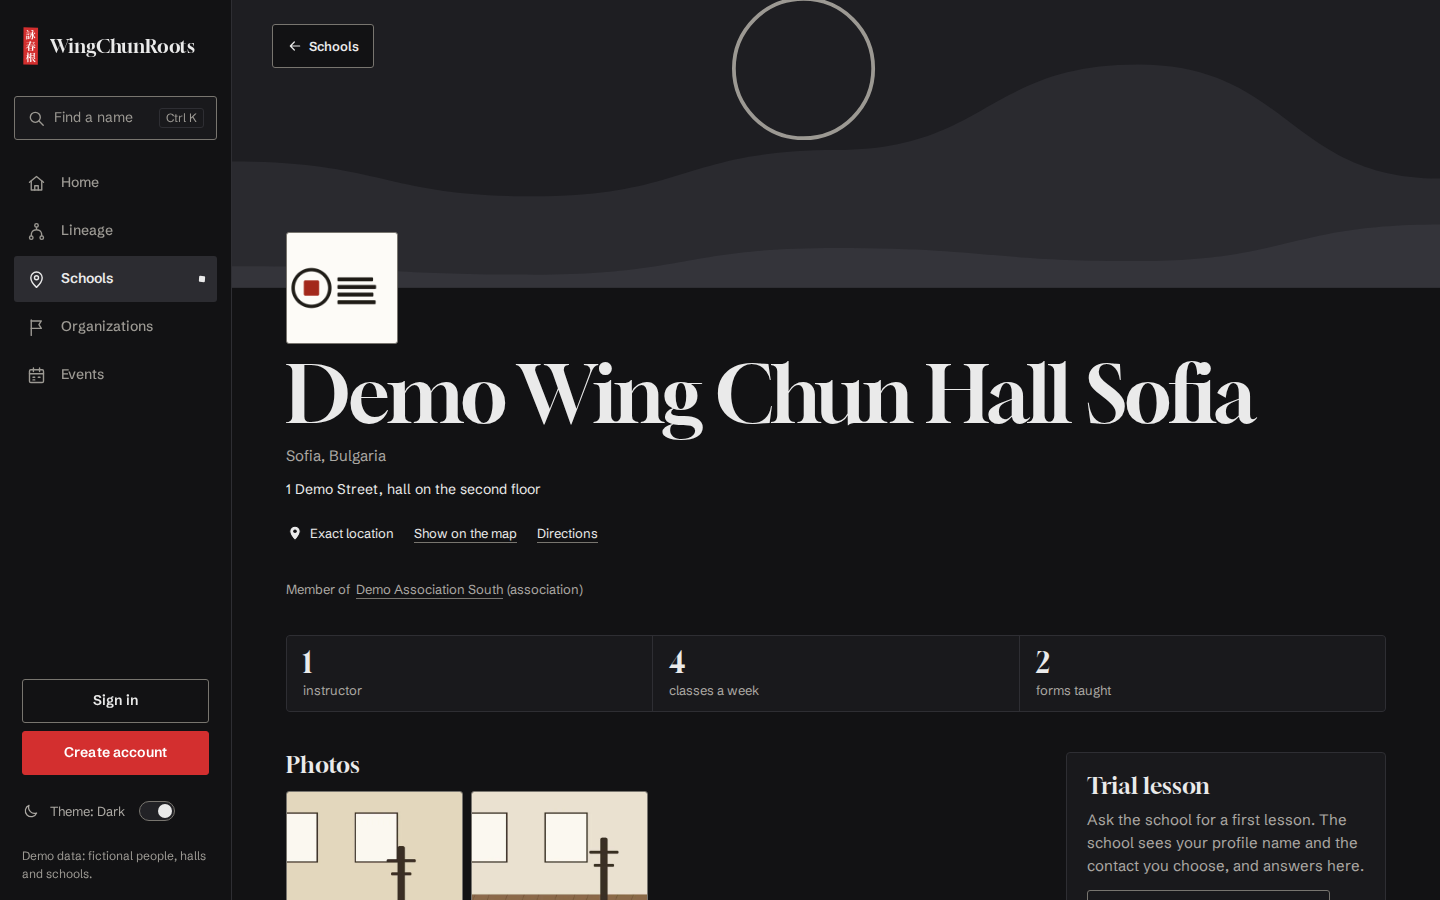 詠春根
WingChunRoots
Find a name
Ctrl K
Home
Lineage
Schools
Organizations
Events
Sign in
Create account
Theme: Dark
Demo data: fictional people, halls
and schools.
← Schools
Demo Wing Chun Hall Sofia
Sofia, Bulgaria
1 Demo Street, hall on the second floor
Exact location
Show on the map
Directions
Member of Demo Association South (association)
1
instructor
4
classes a week
2
forms taught
Photos
Trial lesson
Ask the school for a first lesson. The
school sees your profile name and the
contact you choose, and answers here.